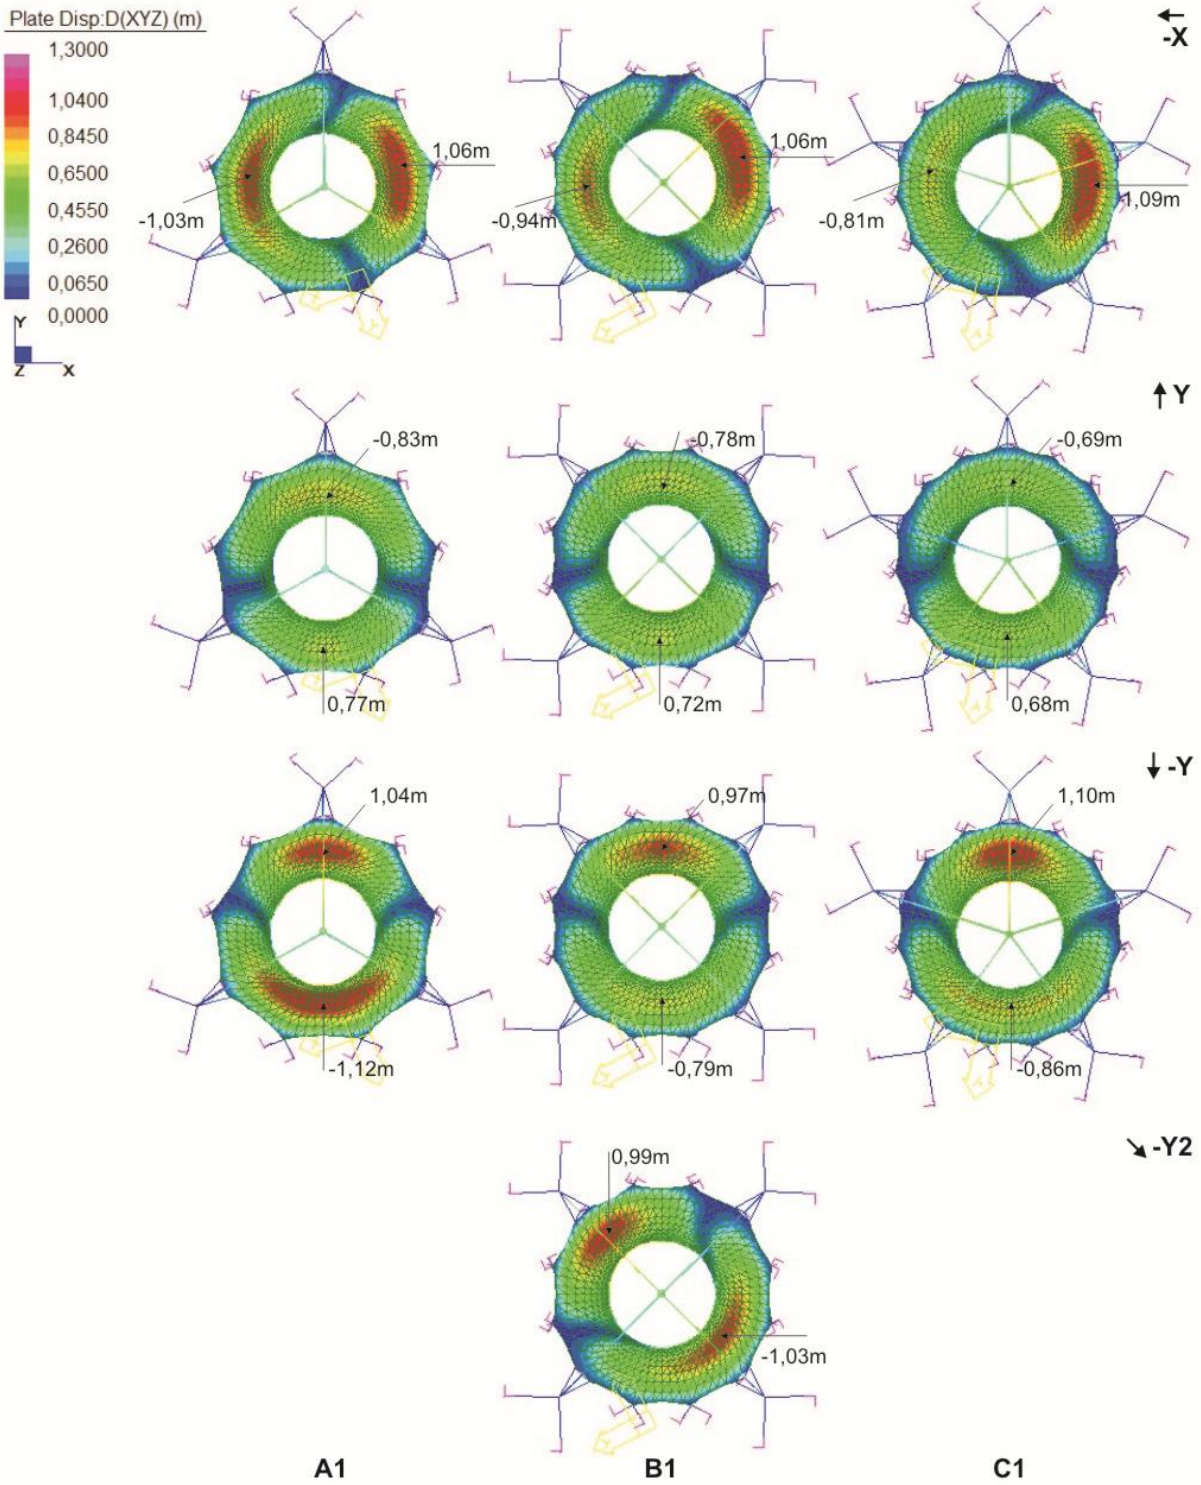 Plate Disp:D(XYZ) (m)
1,3000
1,0400
0,8450
0,6500
0,4550
0,2600
0,0650
0,0000
Y
Z X
-X
1,06m
-1,03m
1,06m
-0,94m
1,09m
-0,81m
Y
-0,83m
-0,78m
-0,69m
0,77m
0,72m
0,68m
-Y
1,04m
0,97m
1,10m
-1,12m
-0,79m
-0,86m
-Y2
0,99m
-1,03m
A1 B1 C1